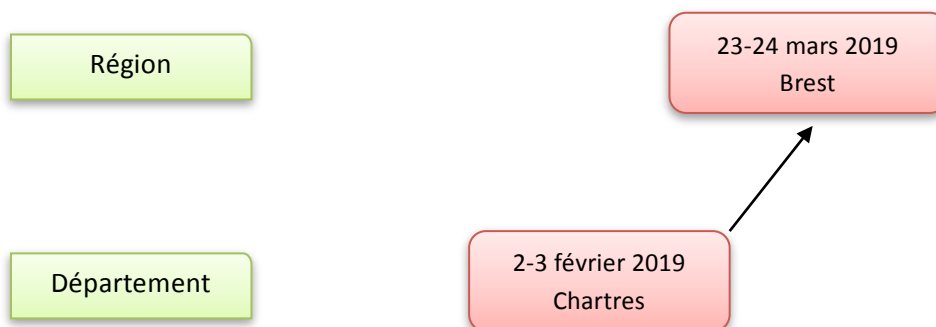 Région
23-24 mars 2019
Brest
Département
2-3 février 2019
Chartres